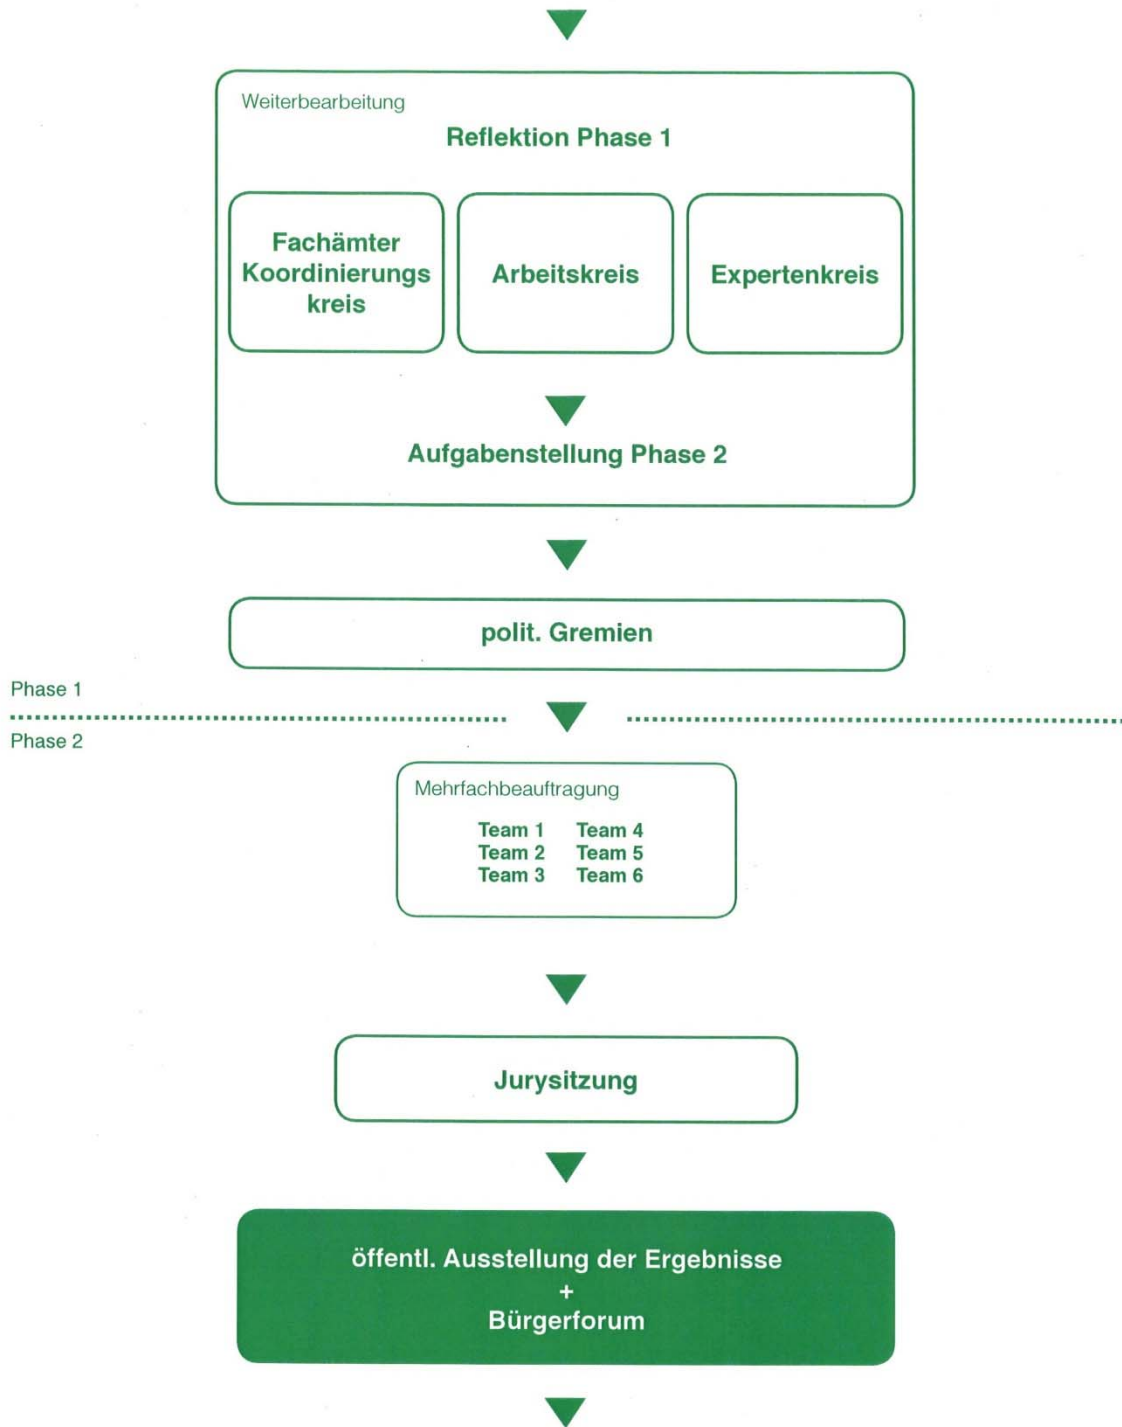 Weiterbearbeitung
Reflektion Phase 1
Fachämter
Koordinierungs
kreis
Arbeitskreis
Expertenkreis
Aufgabenstellung Phase 2
polit. Gremien
Phase 1
Phase 2
Mehrfachbeauftragung
Team 1 Team 4
Team 2 Team 5
Team 3 Team 6
Jurysitzung
öffentl. Ausstellung der Ergebnisse
+
Bürgerforum